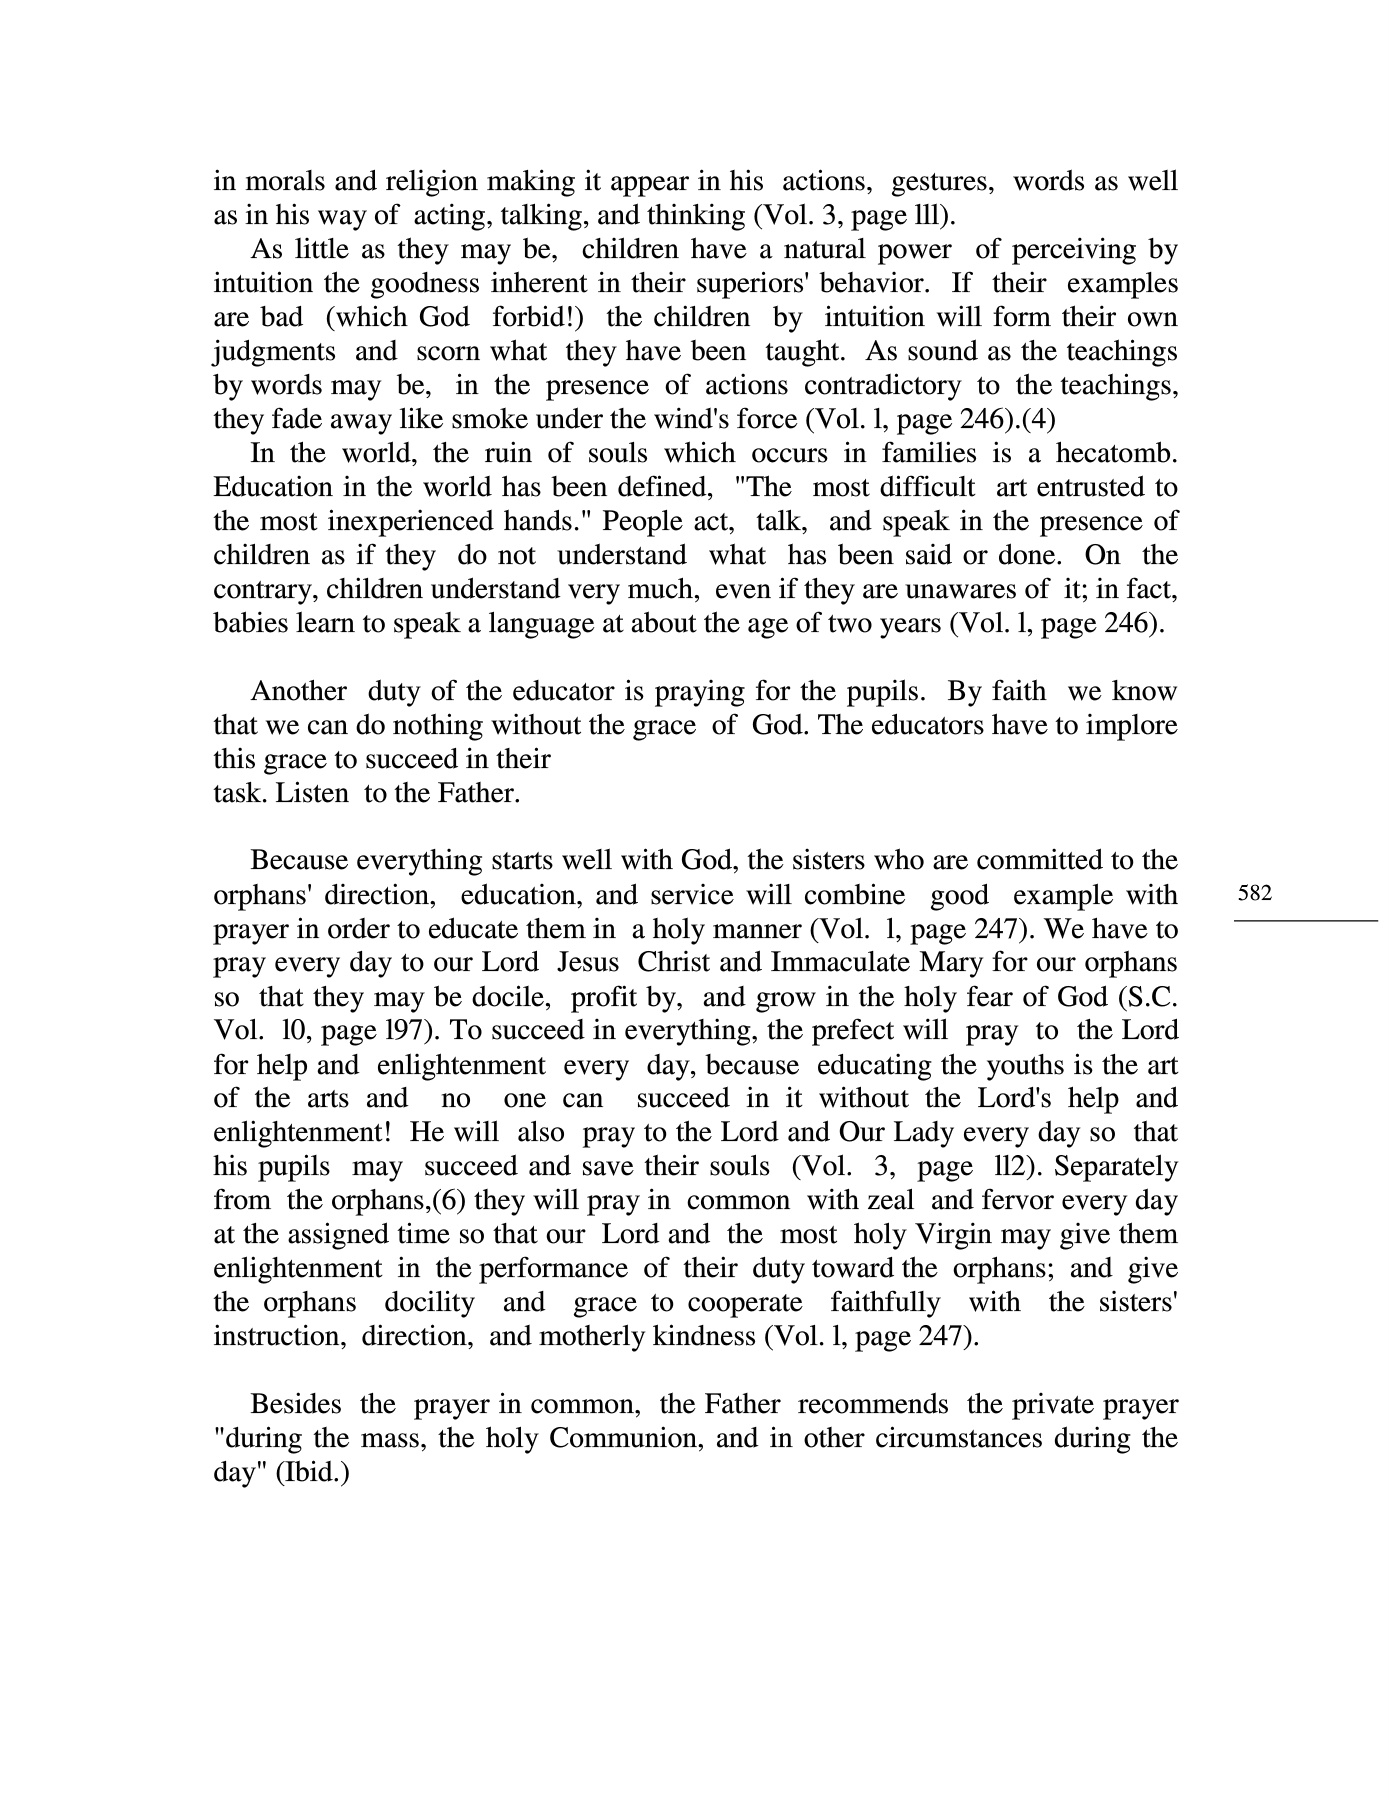 in morals and religion making it appear in his actions, gestures, words as well
as in his way of acting, talking, and thinking (Vol. 3, page lll).
As little as they may be, children have a natural power of perceiving by
intuition the goodness inherent in their superiors' behavior. If their examples
are bad (which God forbid!) the children by intuition will form their own
judgments and scorn what they have been taught. As sound as the teachings
by words may be, in the presence of actions contradictory to the teachings,
they fade away like smoke under the wind's force (Vol. l, page 246).(4)
In the world, the ruin of souls which occurs in families is a hecatomb.
Education in the world has been defined, "The most difficult art entrusted to
the most inexperienced hands." People act, talk, and speak in the presence of
children as if they do not understand what has been said or done. On the
contrary, children understand very much, even if they are unawares of it; in fact,
babies learn to speak a language at about the age of two years (Vol. l, page 246).
Another duty of the educator is praying for the pupils. By faith we know
that we can do nothing without the grace of God. The educators have to implore
this grace to succeed in their
task. Listen to the Father.
Because everything starts well with God, the sisters who are committed to the
orphans' direction, education, and service will combine good example with
prayer in order to educate them in a holy manner (Vol. l, page 247). We have to
pray every day to our Lord Jesus Christ and Immaculate Mary for our orphans
so that they may be docile, profit by, and grow in the holy fear of God (S.C.
Vol. l0, page l97). To succeed in everything, the prefect will pray to the Lord
for help and enlightenment every day, because educating the youths is the art
of the arts and no one can succeed in it without the Lord's help and
enlightenment! He will also pray to the Lord and Our Lady every day so that
his pupils may succeed and save their souls (Vol. 3, page ll2). Separately
from the orphans,(6) they will pray in common with zeal and fervor every day
at the assigned time so that our Lord and the most holy Virgin may give them
enlightenment in the performance of their duty toward the orphans; and give
the orphans docility and grace to cooperate faithfully with the sisters'
instruction, direction, and motherly kindness (Vol. l, page 247).
Besides the prayer in common, the Father recommends the private prayer
"during the mass, the holy Communion, and in other circumstances during the
day" (Ibid.)
582